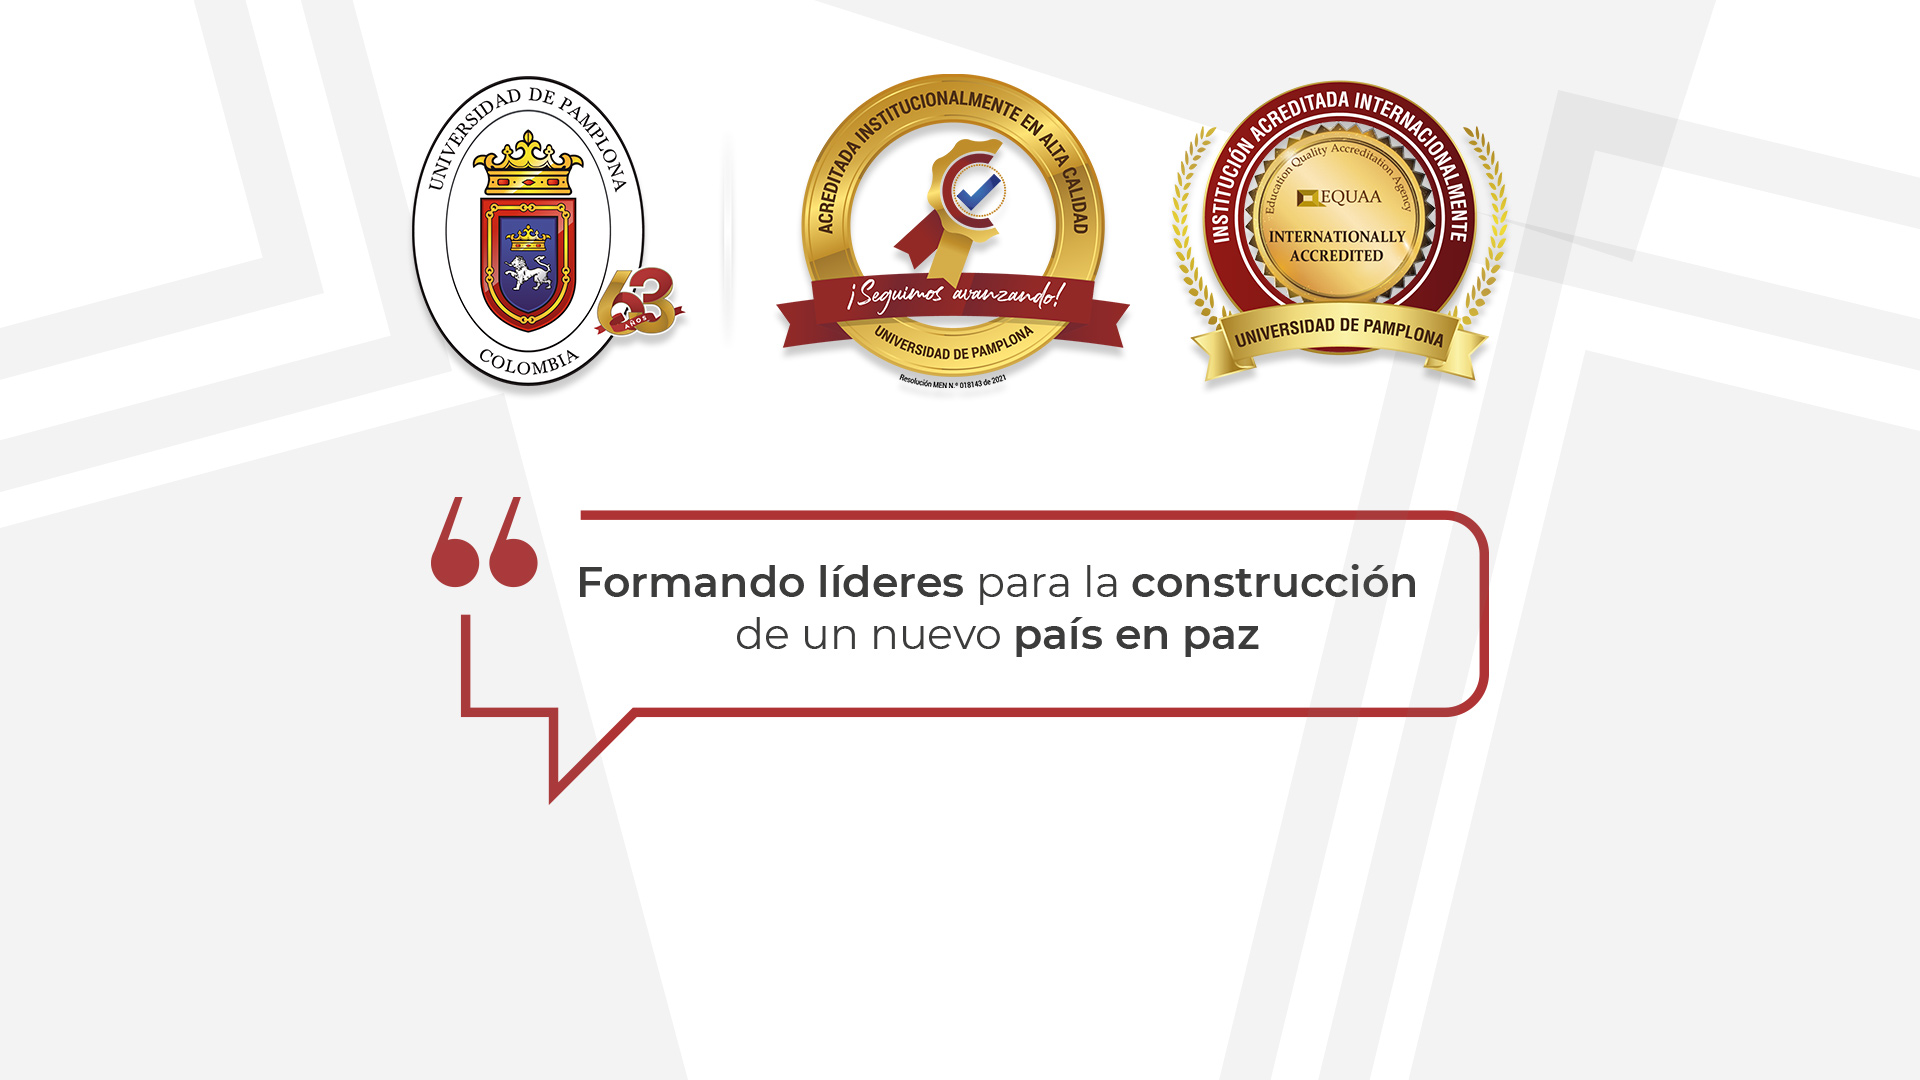 UNIVERSIDAD DE PAMPLONA
COLOMBIA
63
AÑOS
ACREDITADA INSTITUCIONALMENTE EN ALTA CALIDAD
¡Seguimos avanzando!
UNIVERSIDAD DE PAMPLONA
Resolución MEN N.º 018143 de 2021
INSTITUCIÓN ACREDITADA INTERNACIONALMENTE
Education Quality Accreditation Agency
EQUAA
INTERNATIONALLY
ACCREDITED
UNIVERSIDAD DE PAMPLONA
“
Formando líderes para la construcción
de un nuevo país en paz